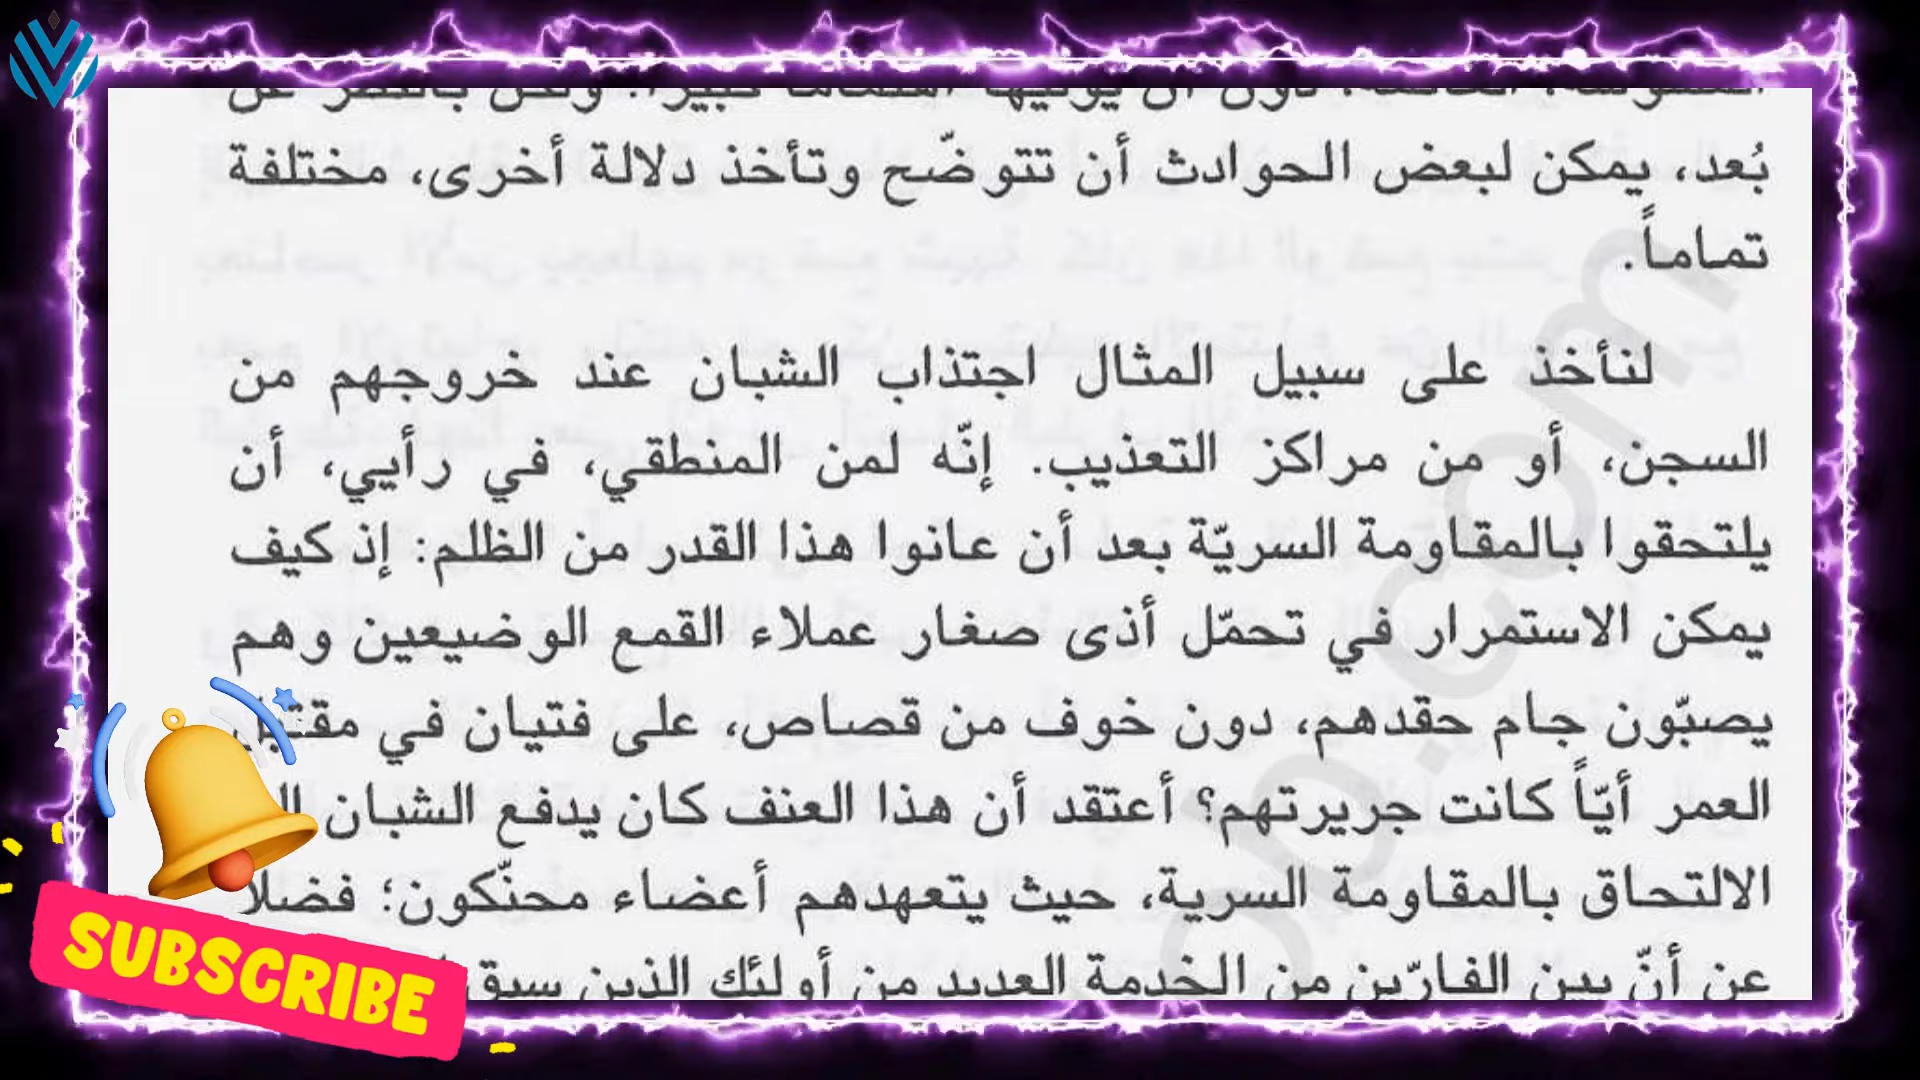 بُعد، يمكن لبعض الحوادث أن تتوضّح وتأخذ دلالة أخرى، مختلفة
تماماً.
لنأخذ على سبيل المثال اجتذاب الشبان عند خروجهم من
السجن، أو من مراكز التعذيب. إنّه لمن المنطقي، في رأيي، أن
يلتحقوا بالمقاومة السريّة بعد أن عانوا هذا القدر من الظلم: إذ كيف
يمكن الاستمرار في تحمّل أذى صغار عملاء القمع الوضيعين وهم
يصبّون جام حقدهم، دون خوف من قصاص، على فتيان في مقتبل
العمر أيّاً كانت جريرتهم؟ أعتقد أن هذا العنف كان يدفع الشبان
الالتحاق بالمقاومة السرية، حيث يتعهدهم أعضاء محنّكون؛ فضلا
عن أنّ بين الفارّين من الخدمة العديد من أولئك الذين سبق
SUBSCRIBE